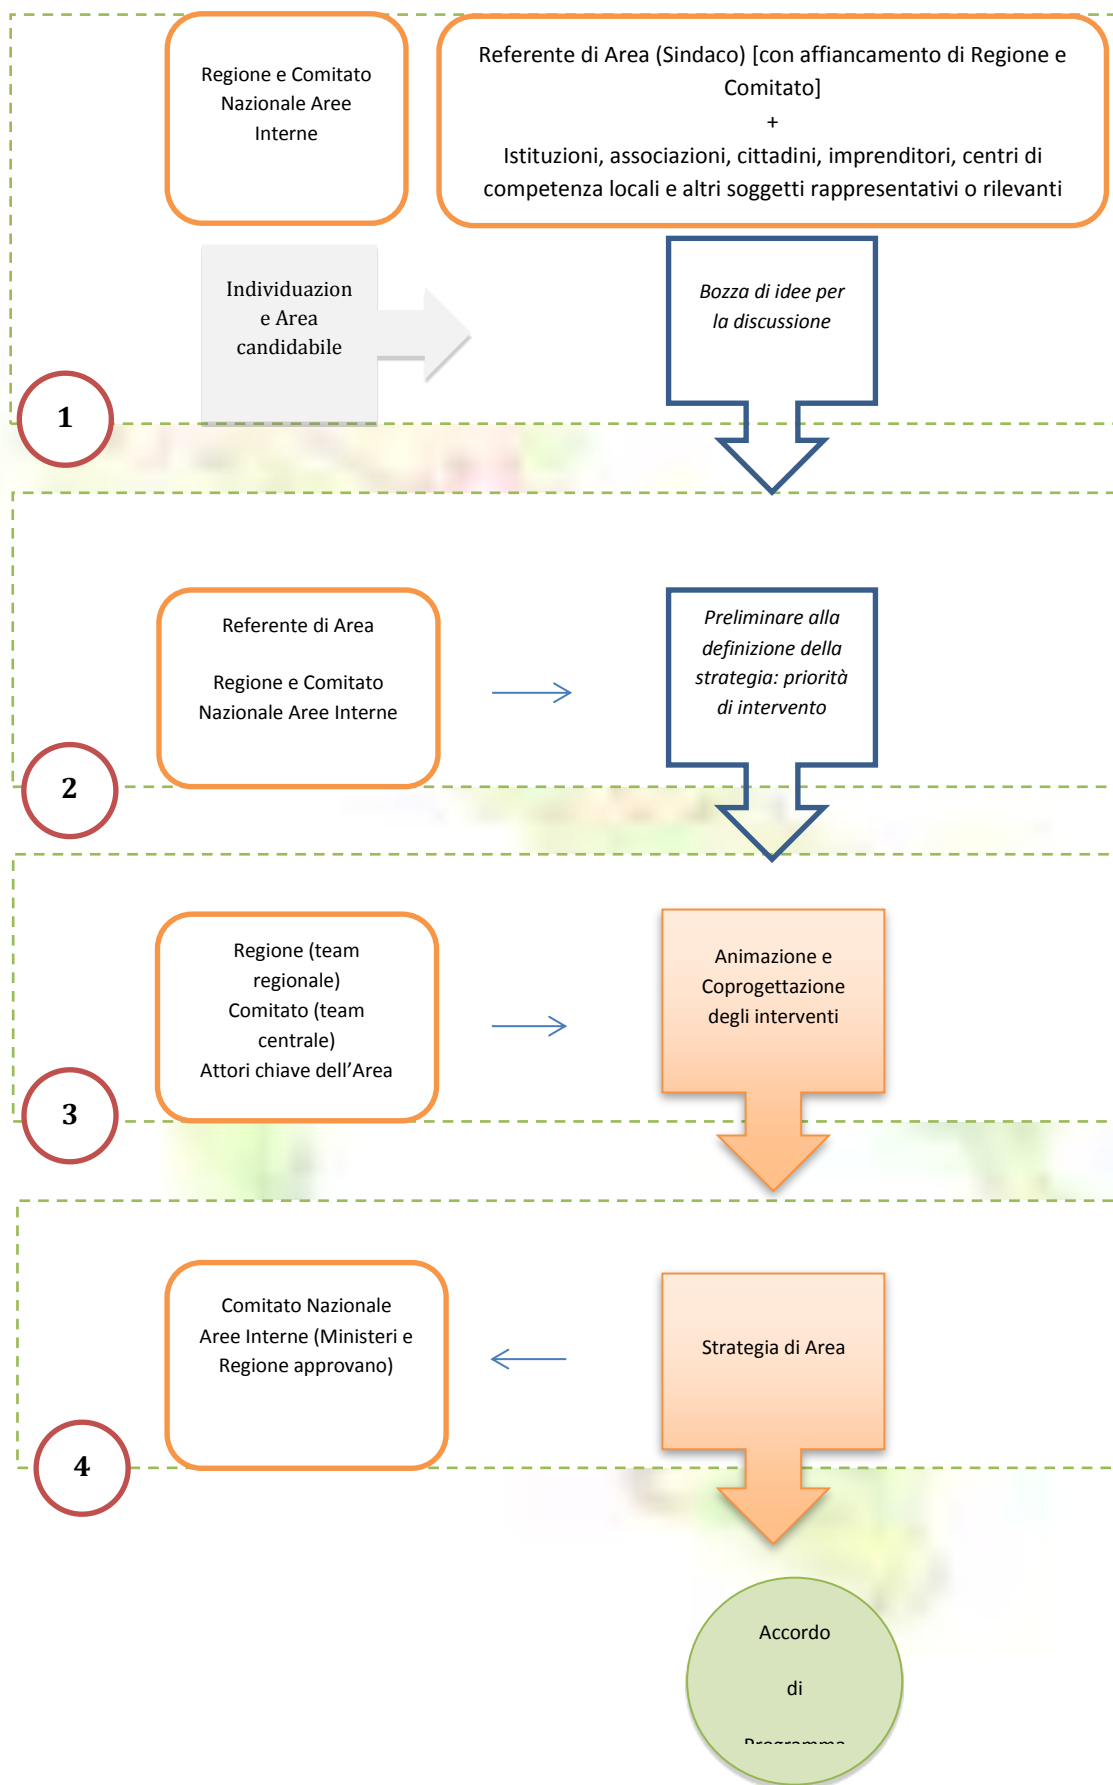 Regione e Comitato
Nazionale Aree
Interne
Referente di Area (Sindaco) [con affiancamento di Regione e
Comitato]
+
Istituzioni, associazioni, cittadini, imprenditori, centri di
competenza locali e altri soggetti rappresentativi o rilevanti
Individuazion
e Area
candidabile
Bozza di idee per
la discussione
1
Referente di Area
Regione e Comitato
Nazionale Aree Interne
Preliminare alla
definizione della
strategia: priorità
di intervento
2
Regione (team
regionale)
Comitato (team
centrale)
Attori chiave dell’Area
Animazione e
Coprogettazione
degli interventi
3
Comitato Nazionale
Aree Interne (Ministeri e
Regione approvano)
Strategia di Area
4
Accordo
di
Programma